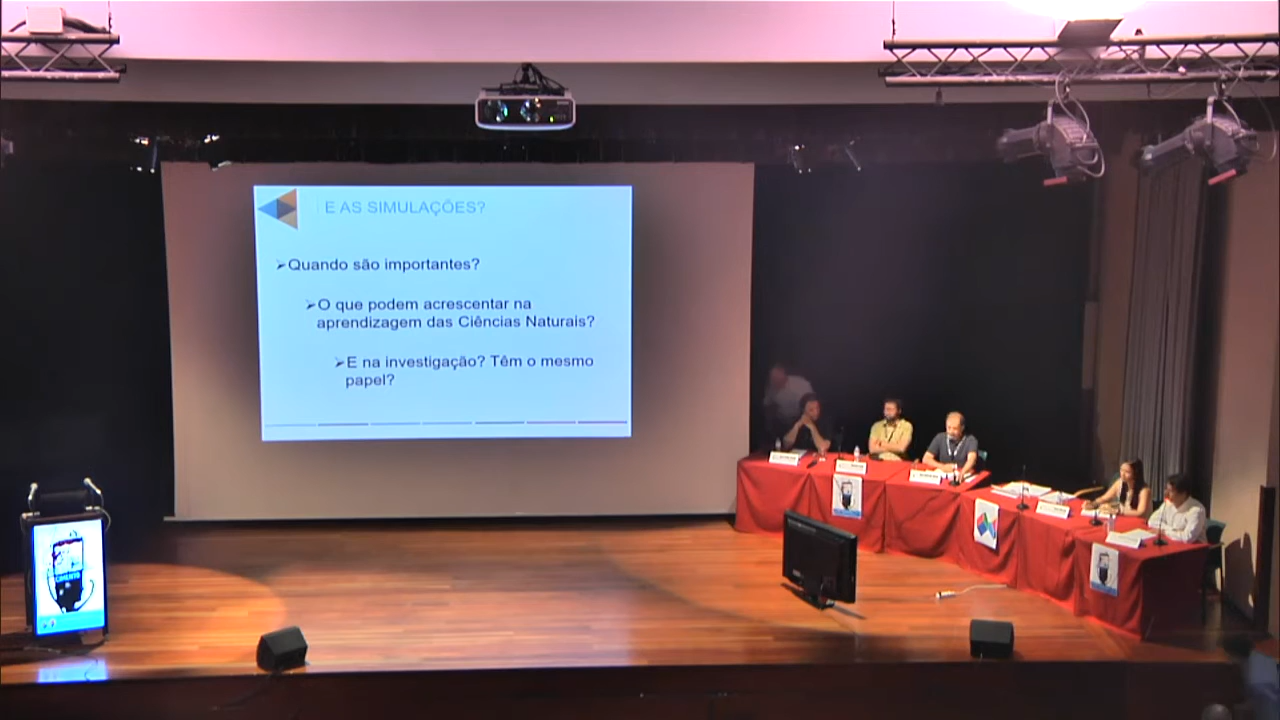 E AS SIMULAÇÕES?
➢Quando são importantes?
➢O que podem acrescentar na
aprendizagem das Ciências Naturais?
➢E na investigação? Têm o mesmo
papel?